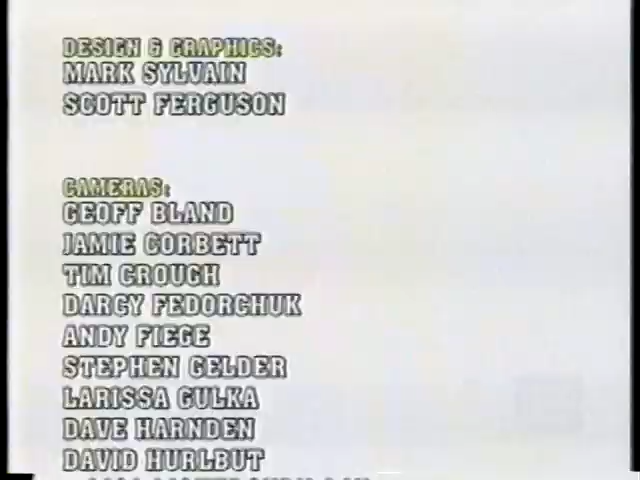 DESIGN & GRAPHICS:
MARK SYLVAIN
SCOTT FERGUSON
CAMERAS:
GEOFF BLAND
JAMIE CORBETT
TIM CROUGH
DARCY FEDORCHUK
ANDY FIEGE
STEPHEN GELDER
LARISSA GULKA
DAVE HARNDEN
DAVID HURLBUT